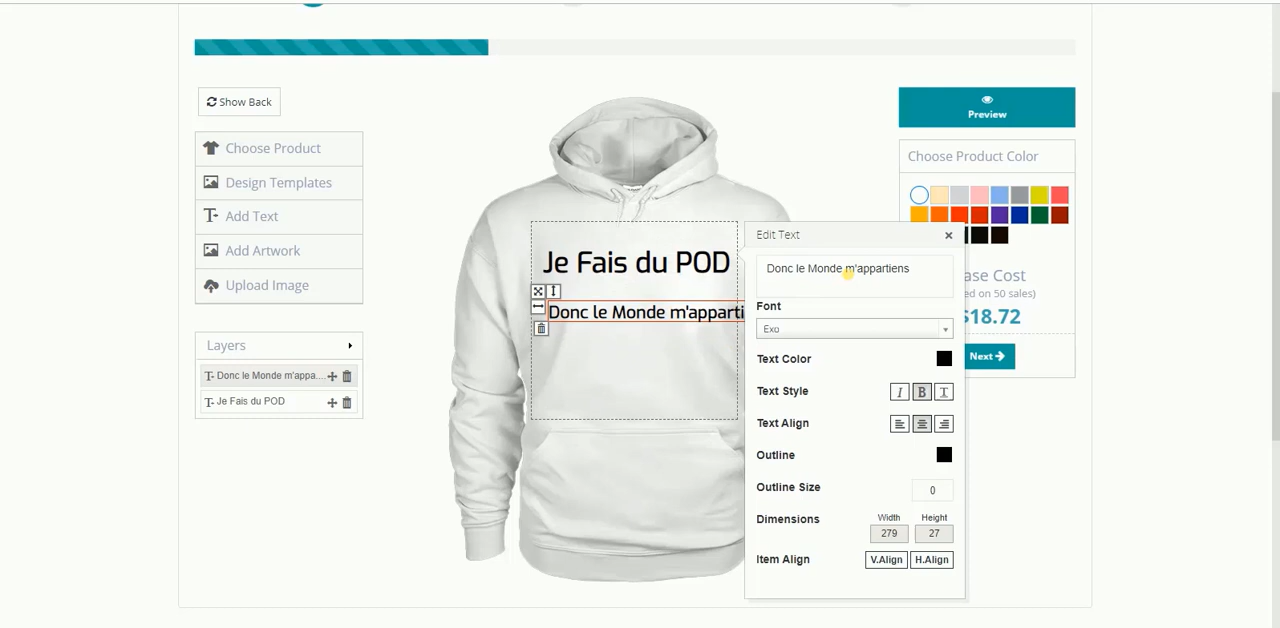 Show Back
Choose Product
Design Templates
Add Text
Add Artwork
Upload Image
Layers
Donc le Monde m'appa...
Je Fais du POD
Je Fais du POD
Donc le Monde m'apparti
Edit Text
Donc le Monde m'appartiens
Font
Exo
Text Color
Text Style I B T
Text Align
Outline
Outline Size 0
Dimensions Width Height
279 27
Item Align V.Align H.Align
Preview
Choose Product Color
ase Cost
ed on 50 sales)
$18.72
Next